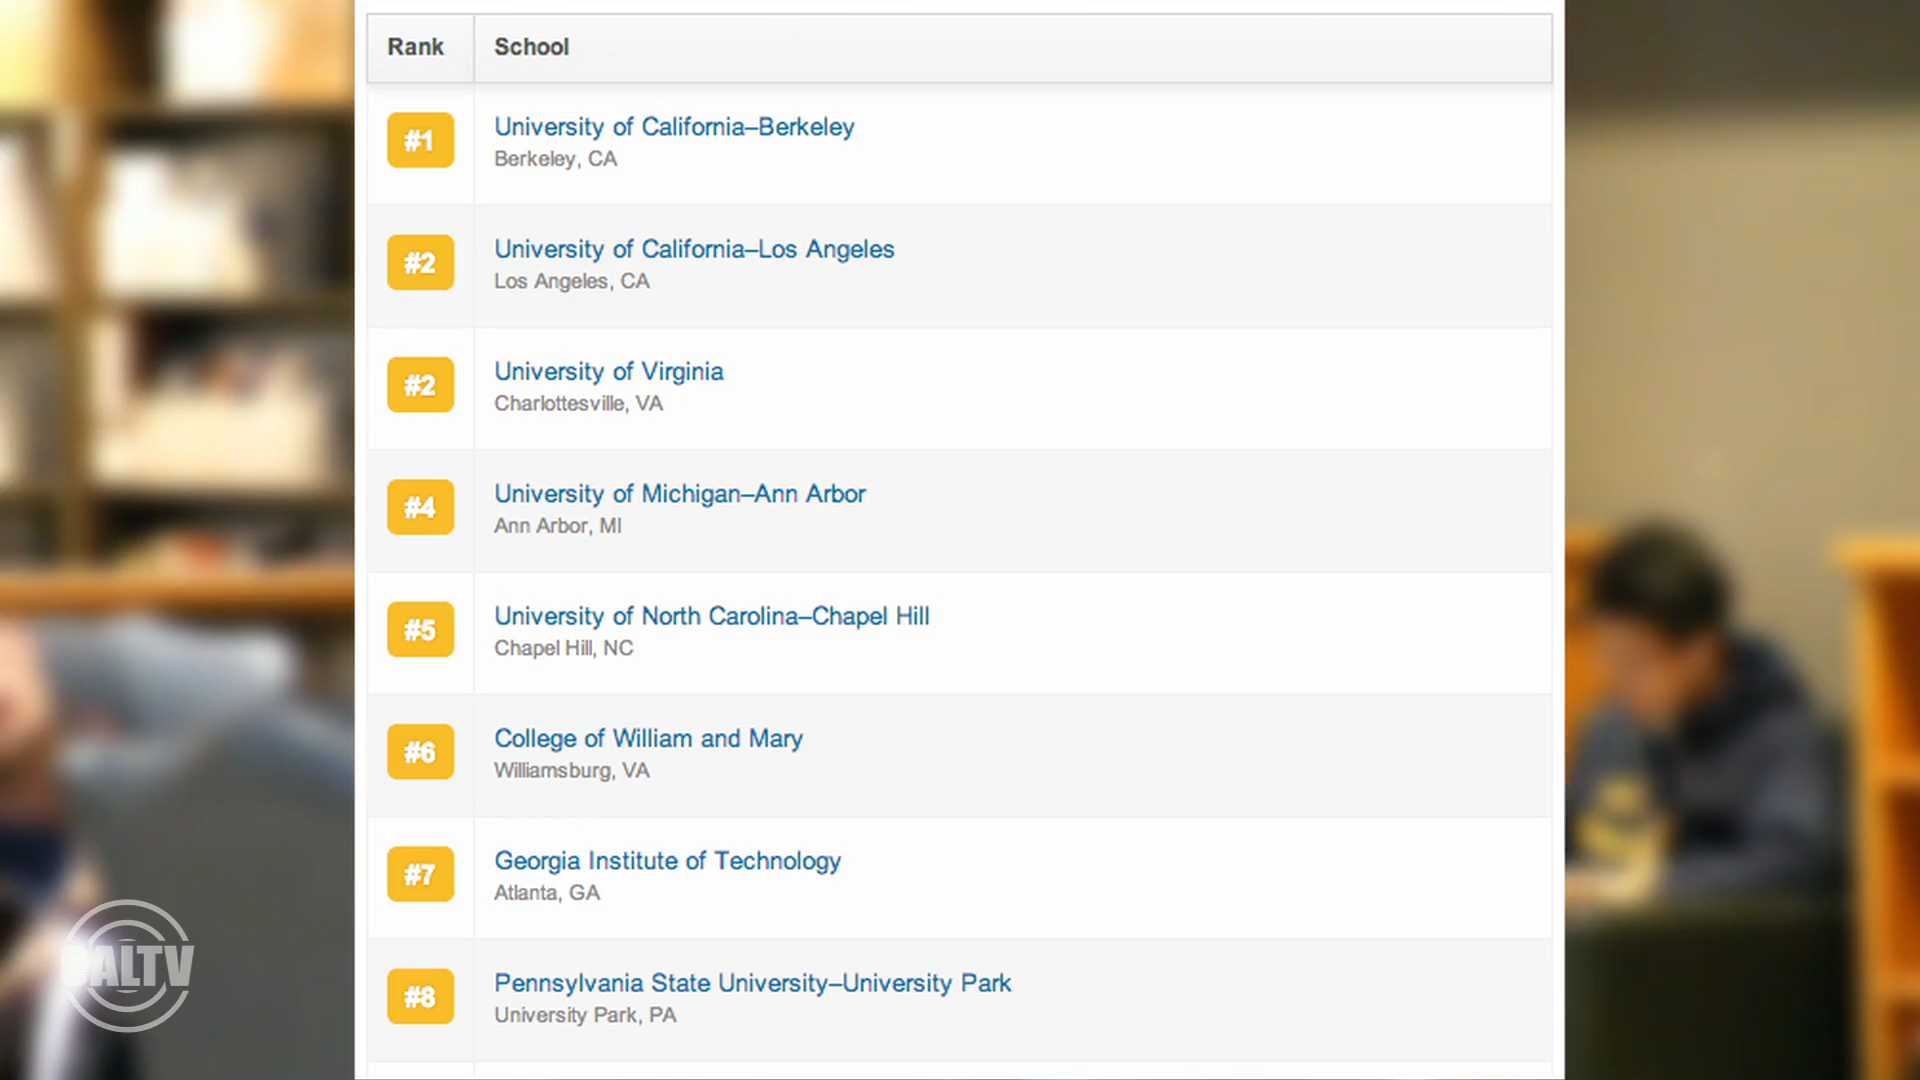 Rank School
#1 University of California–Berkeley
Berkeley, CA
#2 University of California–Los Angeles
Los Angeles, CA
#2 University of Virginia
Charlottesville, VA
#4 University of Michigan–Ann Arbor
Ann Arbor, MI
#5 University of North Carolina–Chapel Hill
Chapel Hill, NC
#6 College of William and Mary
Williamsburg, VA
#7 Georgia Institute of Technology
Atlanta, GA
#8 Pennsylvania State University–University Park
University Park, PA
CALTV